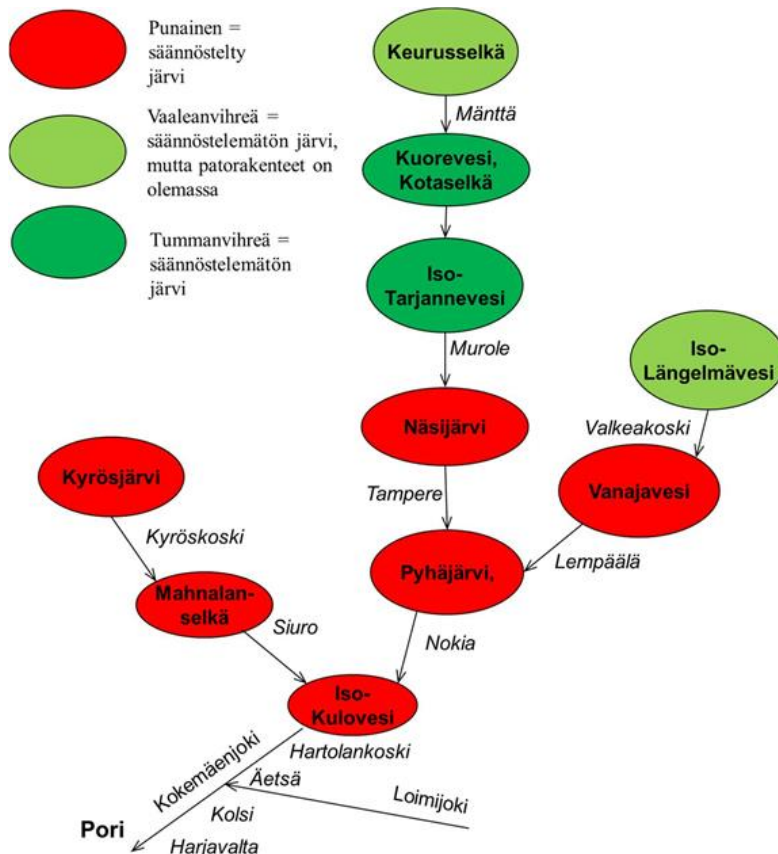 Punainen =
säännöstelty
järvi
Vaaleanvihreä =
säännöstelemätön järvi,
mutta patorakenteet on
olemassa
Tummanvihreä =
säännöstelemätön
järvi
Keurusselkä
Mänttä
Kuorevesi,
Kotaselkä
Iso-
Tarjannevesi
Murole
Iso-
Längelmävesi
Näsijärvi
Valkeakoski
Kyrösjärvi
Tampere
Vanajavesi
Kyröskoski
Lempäälä
Pyhäjärvi,
Mahnalan-
selkä
Siuro
Nokia
Iso-
Kulovesi
Hartolankoski
Kokemäenjoki
Äetsä
Loimijoki
Kolsi
Pori
Harjavalta